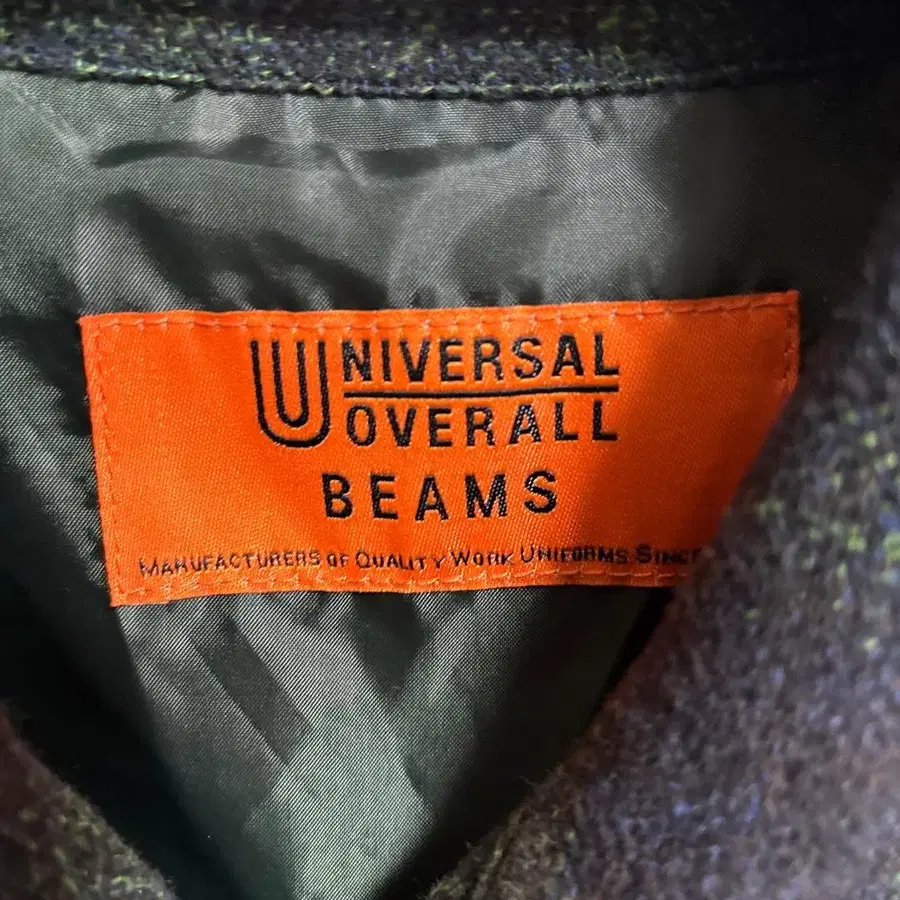 UNIVERSAL
OVERALL
BEAMS
MANUFACTURERS OF QUALITY WORK UNIFORMS SINCE